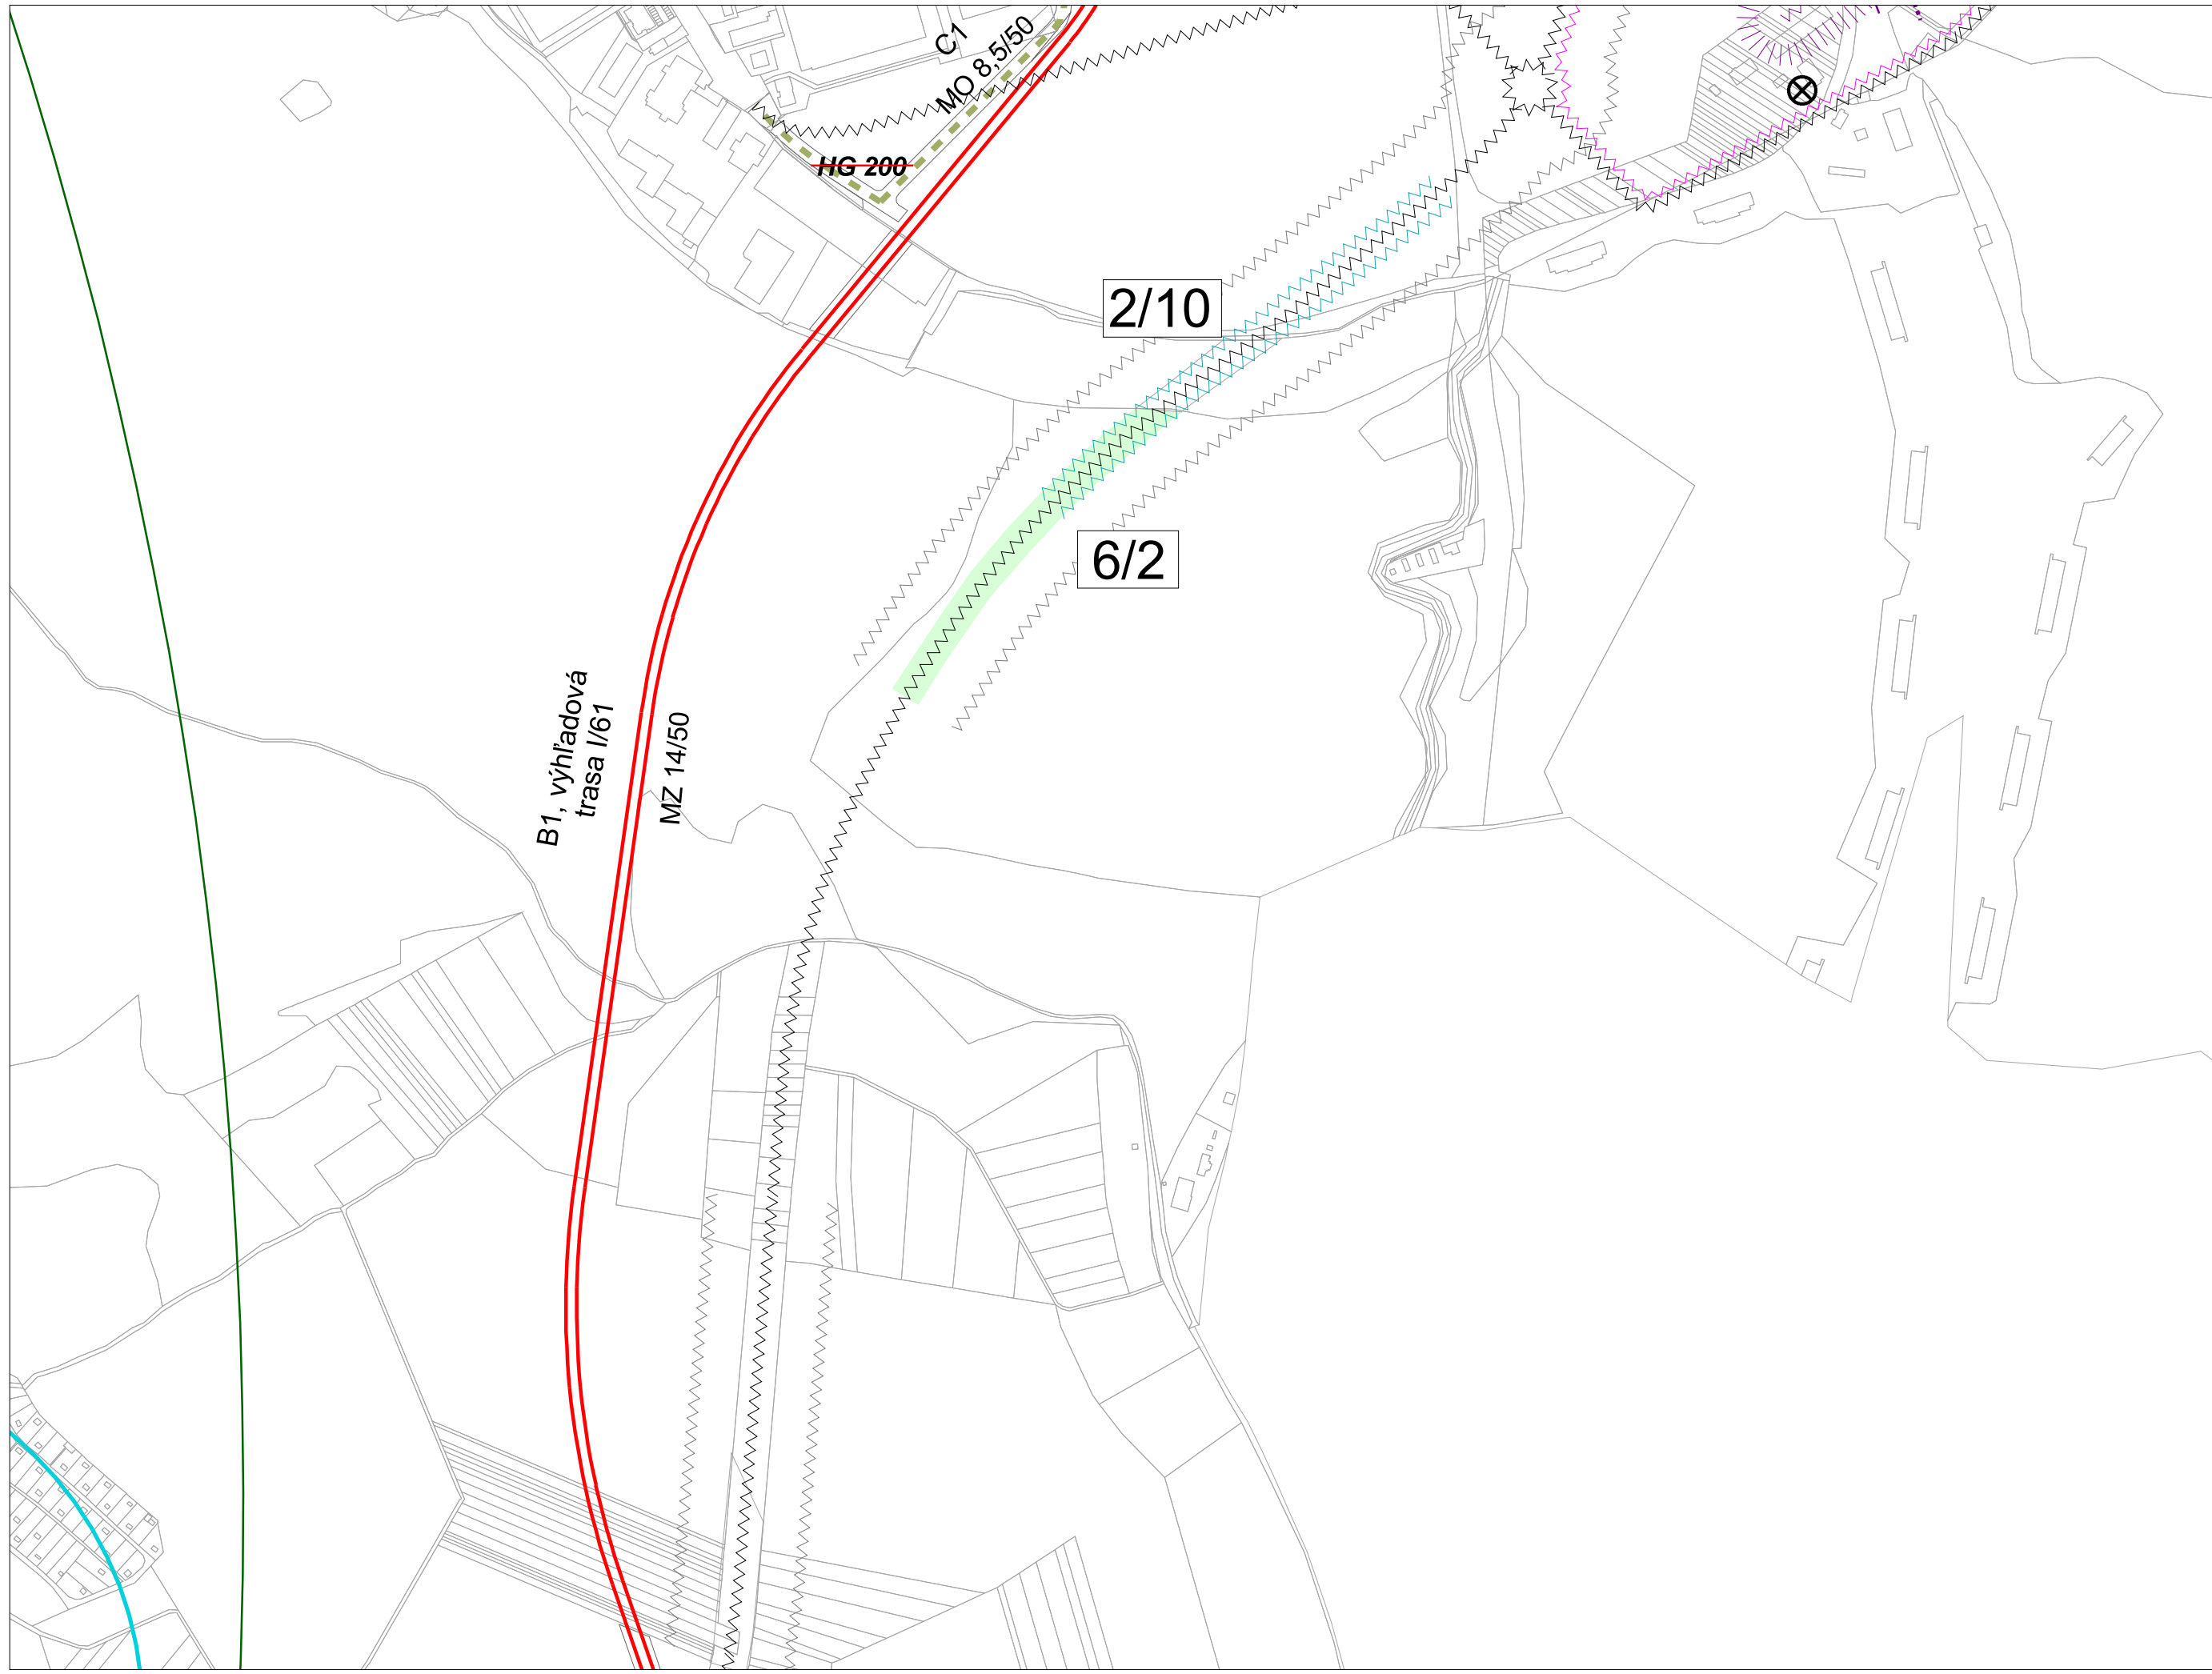 C1
MO 8,5/50
HG 200
2/10
6/2
B1, výhľadová
trasa I/61
MZ 14/50